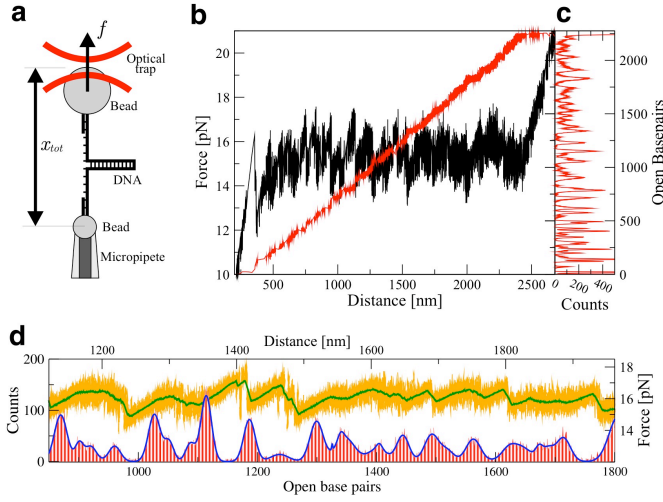 a
f
Optical
trap
Bead
x_tot
DNA
Bead
Micropipete
b
Force [pN]
20
18
16
14
12
10
500
1000
1500
2000
2500
Distance [nm]
c
2000
1500
1000
500
0
Open Basepairs
0
200
400
Counts
d
Distance [nm]
1200
1400
1600
1800
Counts
200
100
0
18
16
14
Force [pN]
1000
1200
1400
1600
1800
Open base pairs